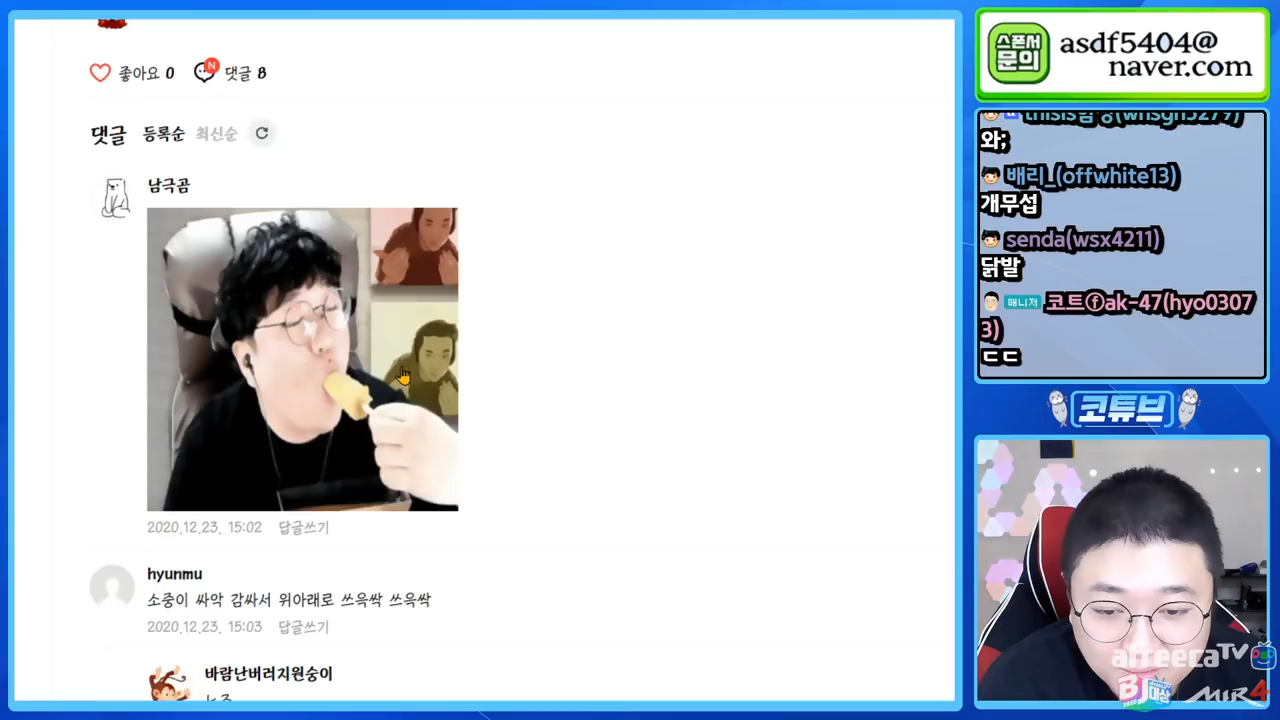 좋아요 0 댓글 8
댓글 등록순 최신순
남극곰
2020.12.23. 15:02 답글쓰기
hyunmu
소중이 싸악 감싸서 위아래로 쓰윽싹 쓰윽싹
2020.12.23. 15:03 답글쓰기
바람난버러지원숭이
스폰서
문의
asdf5404@
naver.com
와;
배리_(offwhite13)
개무섭
senda(wsx4211)
닭발
매니저 코트ⓕak-47(hyo0307
3)
ㄷㄷ
코튜브
afreecaTV
BJ대상
MIR4